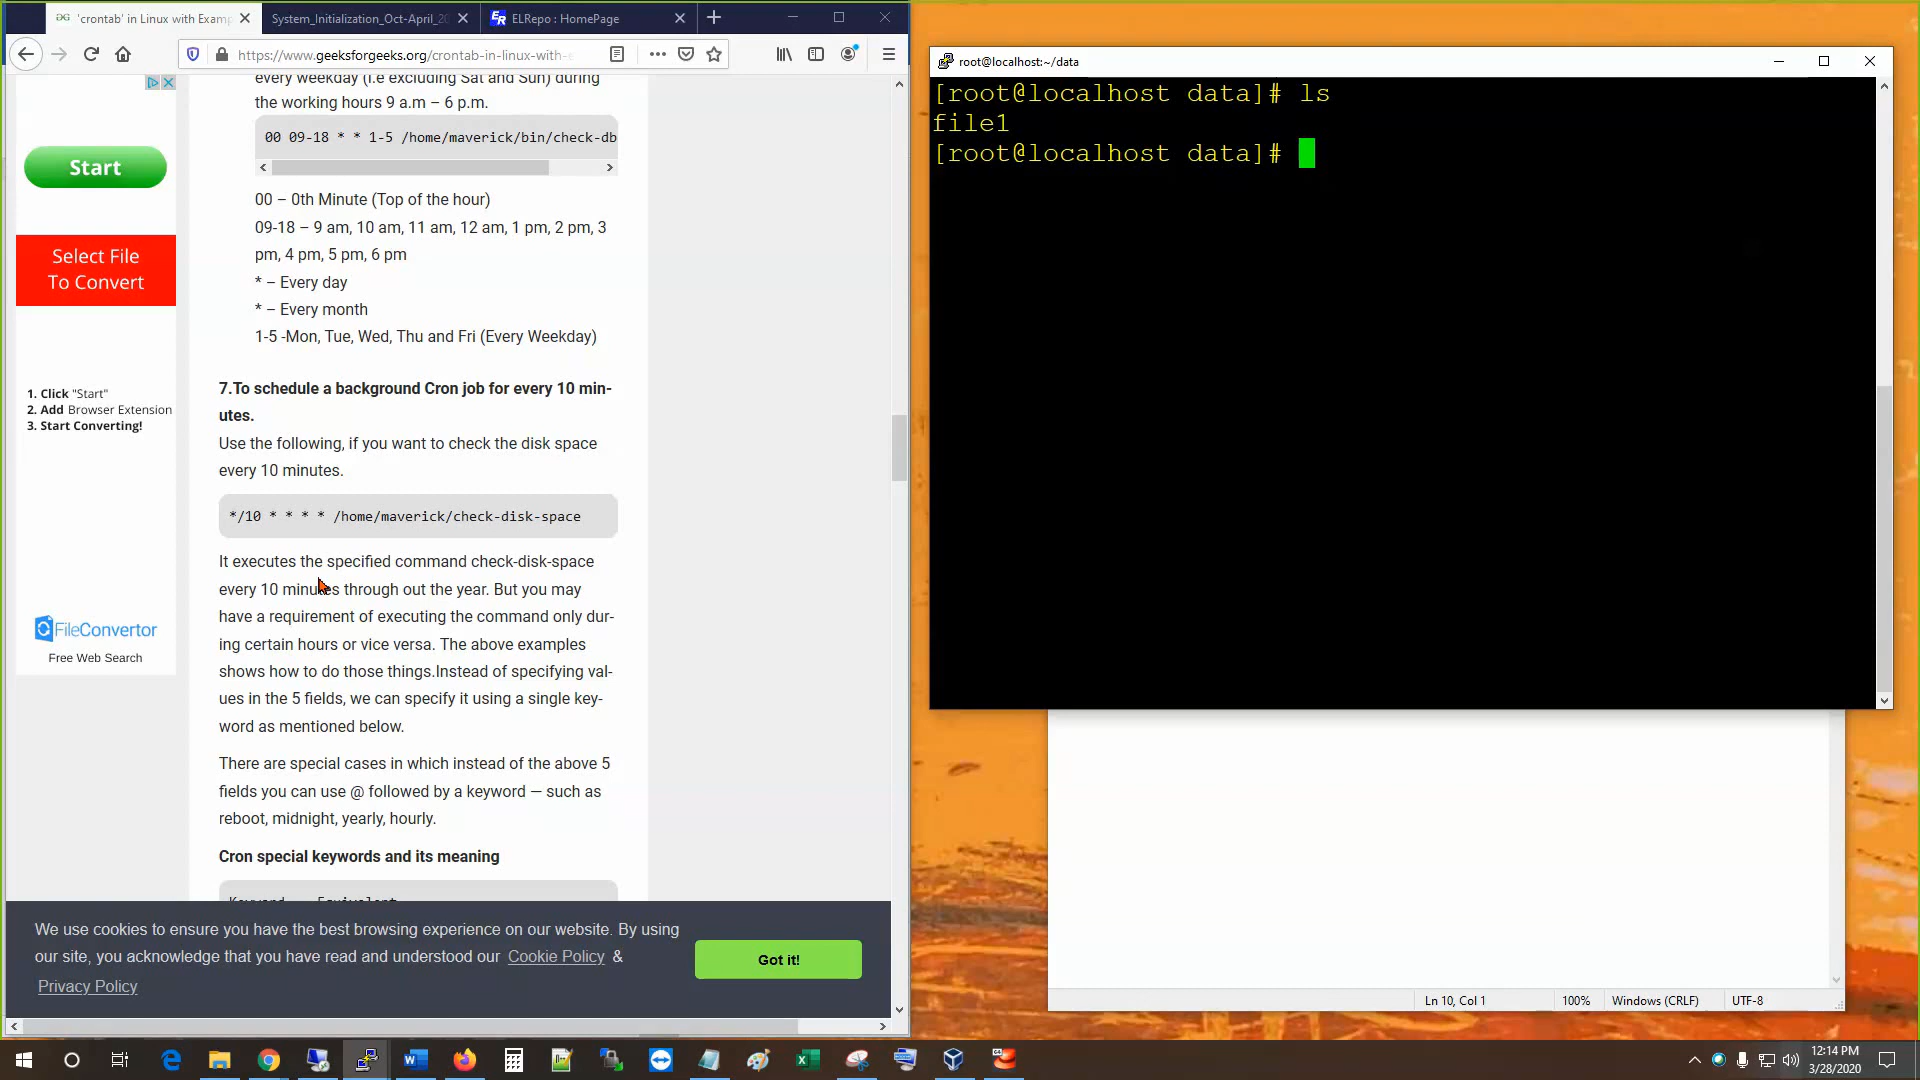 'crontab' in Linux with Examp
System_Initialization_Oct-April_20
ELRepo : HomePage
https://www.geeksforgeeks.org/crontab-in-linux-with-e
every weekday (i.e excluding Sat and Sun) during
the working hours 9 a.m – 6 p.m.
00 09-18 * * 1-5 /home/maverick/bin/check-db
00 – 0th Minute (Top of the hour)
09-18 – 9 am, 10 am, 11 am, 12 am, 1 pm, 2 pm, 3
pm, 4 pm, 5 pm, 6 pm
* – Every day
* – Every month
1-5 -Mon, Tue, Wed, Thu and Fri (Every Weekday)
7.To schedule a background Cron job for every 10 min-
utes.
Use the following, if you want to check the disk space
every 10 minutes.
*/10 * * * * /home/maverick/check-disk-space
It executes the specified command check-disk-space
every 10 minutes through out the year. But you may
have a requirement of executing the command only dur-
ing certain hours or vice versa. The above examples
shows how to do those things.Instead of specifying val-
ues in the 5 fields, we can specify it using a single key-
word as mentioned below.
There are special cases in which instead of the above 5
fields you can use @ followed by a keyword — such as
reboot, midnight, yearly, hourly.
Cron special keywords and its meaning
Keyword Equivalent
Start
Select File
To Convert
1. Click "Start"
2. Add Browser Extension
3. Start Converting!
FileConvertor
Free Web Search
We use cookies to ensure you have the best browsing experience on our website. By using
our site, you acknowledge that you have read and understood our Cookie Policy &
Privacy Policy
Got it!
root@localhost:~/data
[root@localhost data]# ls
file1
[root@localhost data]#
Ln 10, Col 1
100%
Windows (CRLF)
UTF-8
12:14 PM
3/28/2020